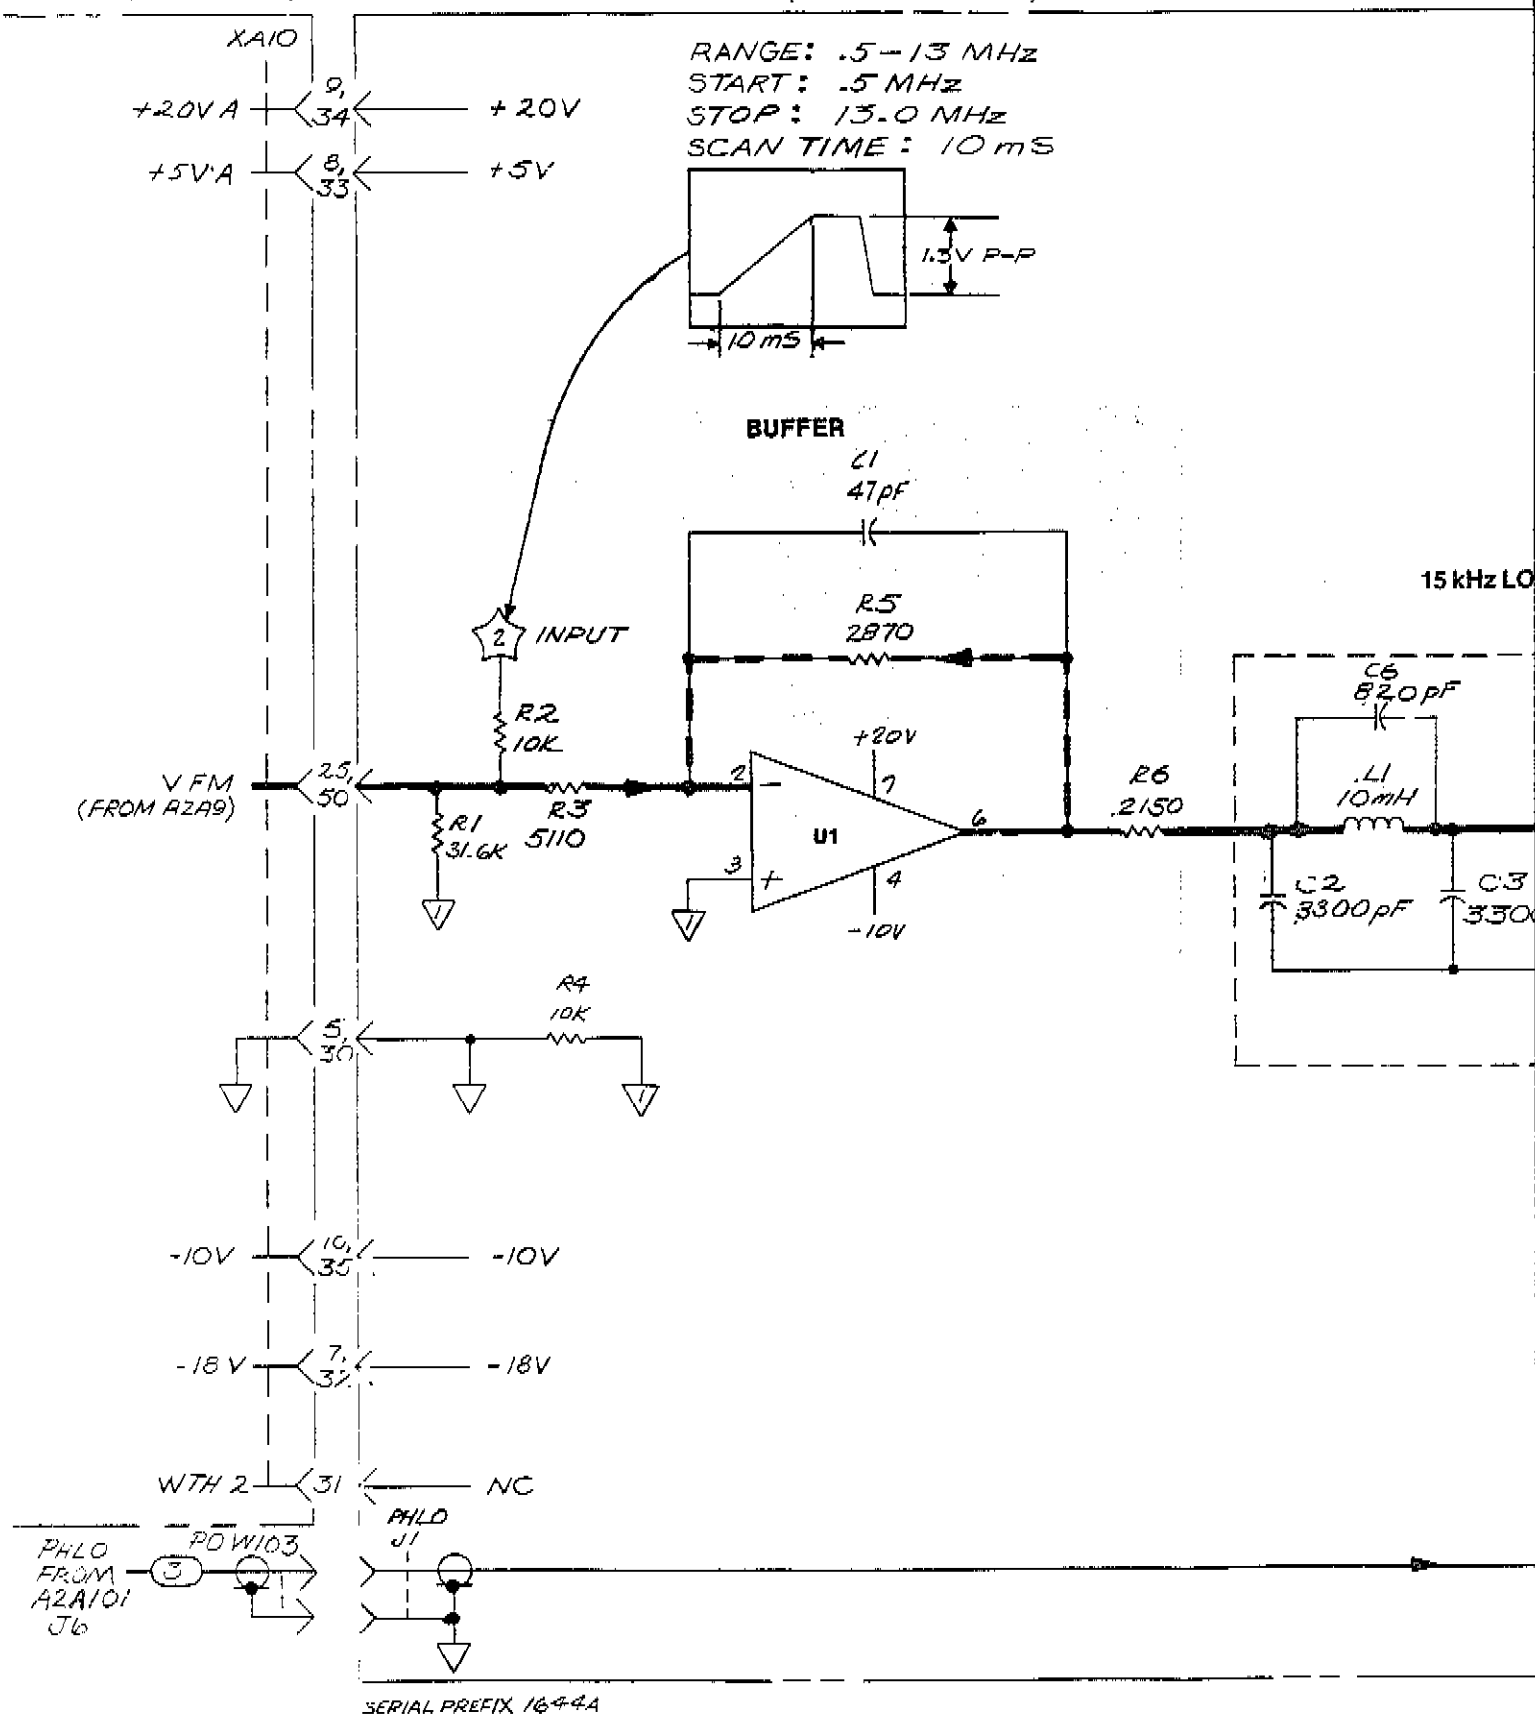 XA10
RANGE: .5-13 MHz
START: .5 MHz
STOP: 13.0 MHz
SCAN TIME: 10 mS
+20V A
9,
34
+20V
+5V A
8,
33
+5V
1.3V P-P
10 mS
BUFFER
C1
47pF
15 kHz LO
R5
2870
2 INPUT
C6
820pF
R2
10K
+20V
V FM
(FROM A2A9)
25,
50
2
-
7
R6
2150
L1
10mH
R1
31.6K
R3
5110
U1
6
3
+
4
-10V
C2
3300pF
C3
330
R4
10K
5,
30
-10V
10,
35
-10V
-18V
7,
-18V
WTH 2
31
NC
PHLO
J1
PHLO
FROM
A2A101
J6
3
POW103
SERIAL PREFIX 1644A